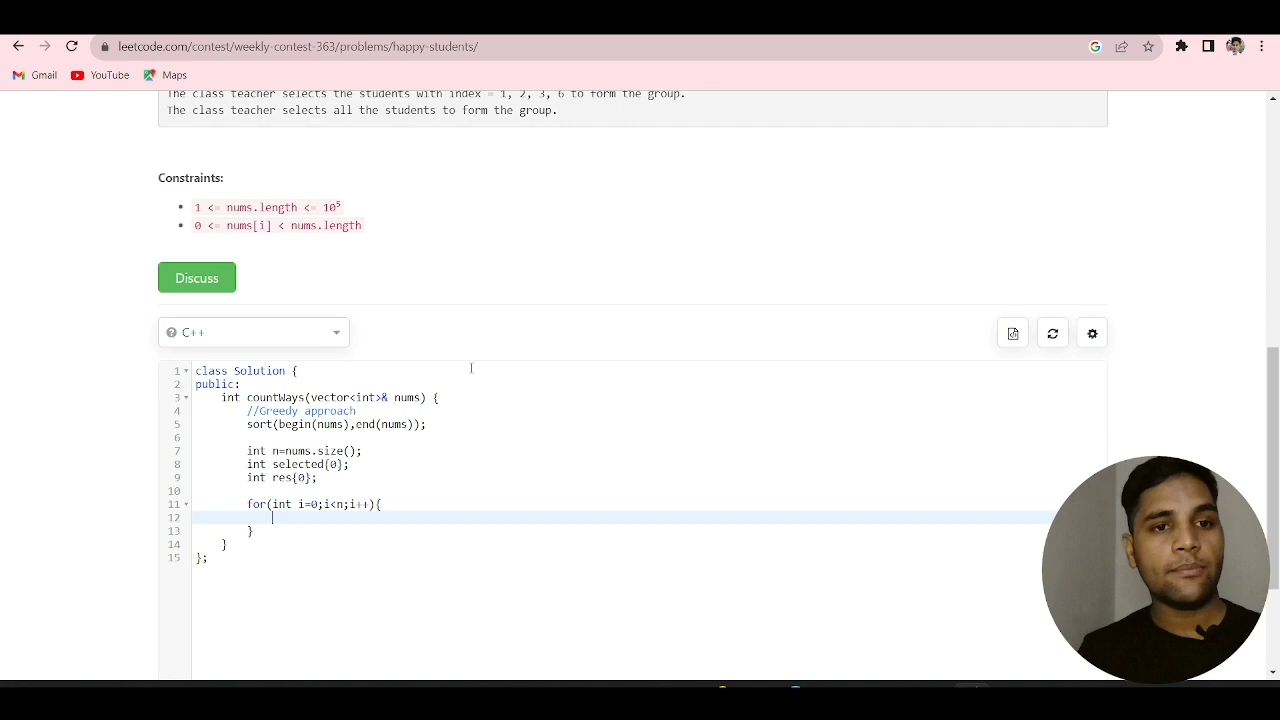 leetcode.com/contest/weekly-contest-363/problems/happy-students/
Gmail YouTube Maps
The class teacher selects the students with index = 1, 2, 3, 6 to form the group.
The class teacher selects all the students to form the group.
Constraints:
1 <= nums.length <= 10⁵
0 <= nums[i] < nums.length
Discuss
? C++
1 class Solution {
2 public:
3 int countWays(vector<int>& nums) {
4 //Greedy approach
5 sort(begin(nums),end(nums));
6
7 int n=nums.size();
8 int selected{0};
9 int res{0};
10
11 for(int i=0;i<n;i++){
12
13 }
14 }
15 };